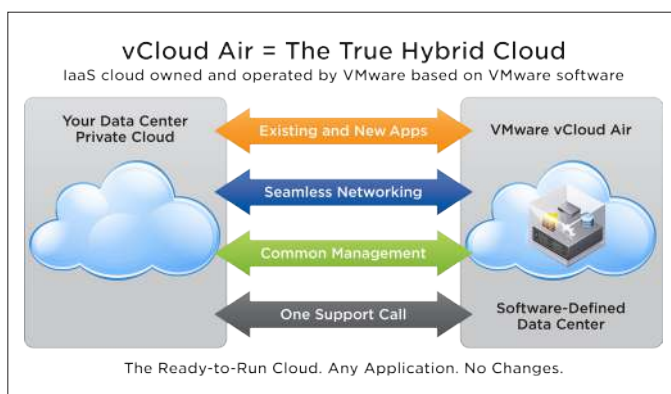 vCloud Air = The True Hybrid Cloud
IaaS cloud owned and operated by VMware based on VMware software
Your Data Center
Private Cloud
Existing and New Apps
VMware vCloud Air
Seamless Networking
Common Management
One Support Call
Software-Defined
Data Center
The Ready-to-Run Cloud. Any Application. No Changes.